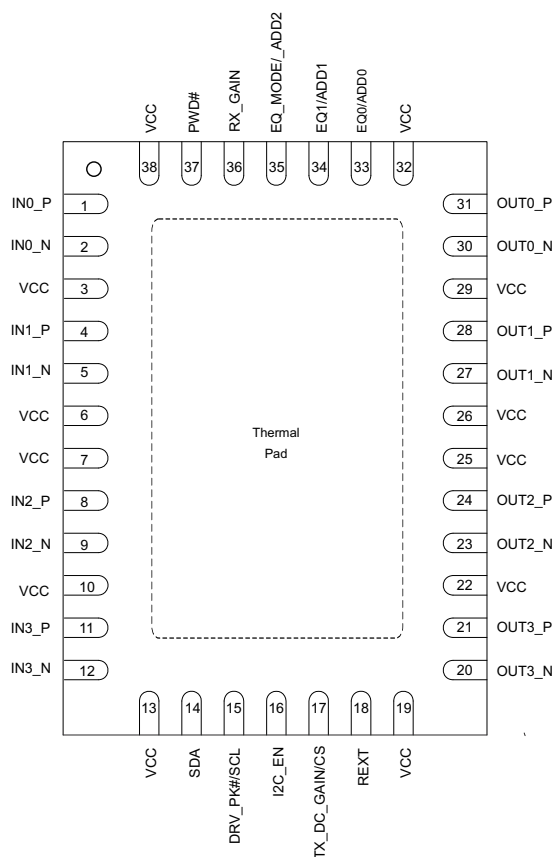 VCC
PWD#
RX_GAIN
EQ_MODE/_ADD2
EQ1/ADD1
EQ0/ADD0
VCC
38
37
36
35
34
33
32
IN0_P 1
31 OUT0_P
IN0_N 2
30 OUT0_N
VCC 3
29 VCC
IN1_P 4
28 OUT1_P
IN1_N 5
27 OUT1_N
VCC 6
26 VCC
VCC 7
25 VCC
IN2_P 8
24 OUT2_P
IN2_N 9
23 OUT2_N
VCC 10
22 VCC
IN3_P 11
21 OUT3_P
IN3_N 12
20 OUT3_N
Thermal
Pad
13
14
15
16
17
18
19
VCC
SDA
DRV_PK#/SCL
I2C_EN
TX_DC_GAIN/CS
REXT
VCC